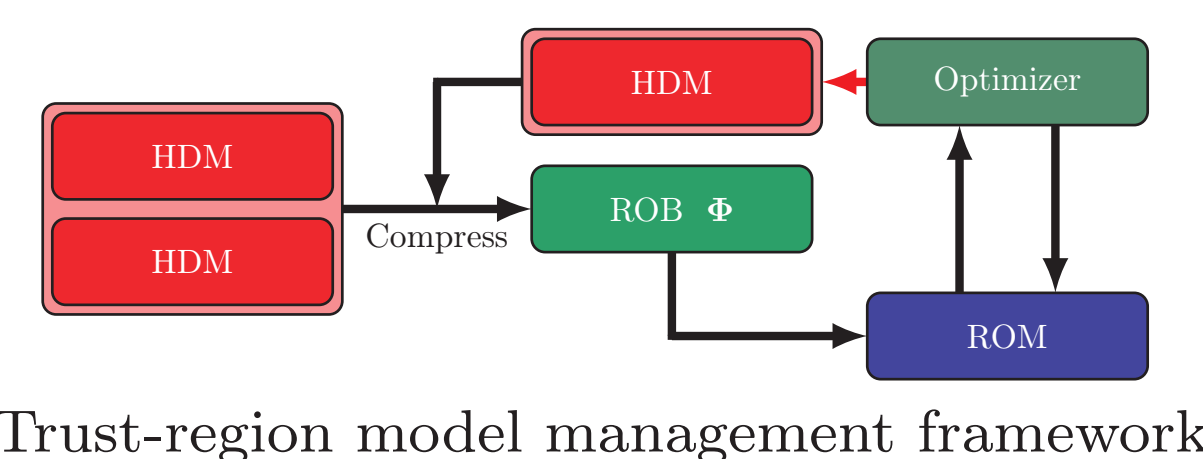 HDM
Optimizer
HDM
HDM
Compress
ROB Φ
ROM
Trust-region model management framework